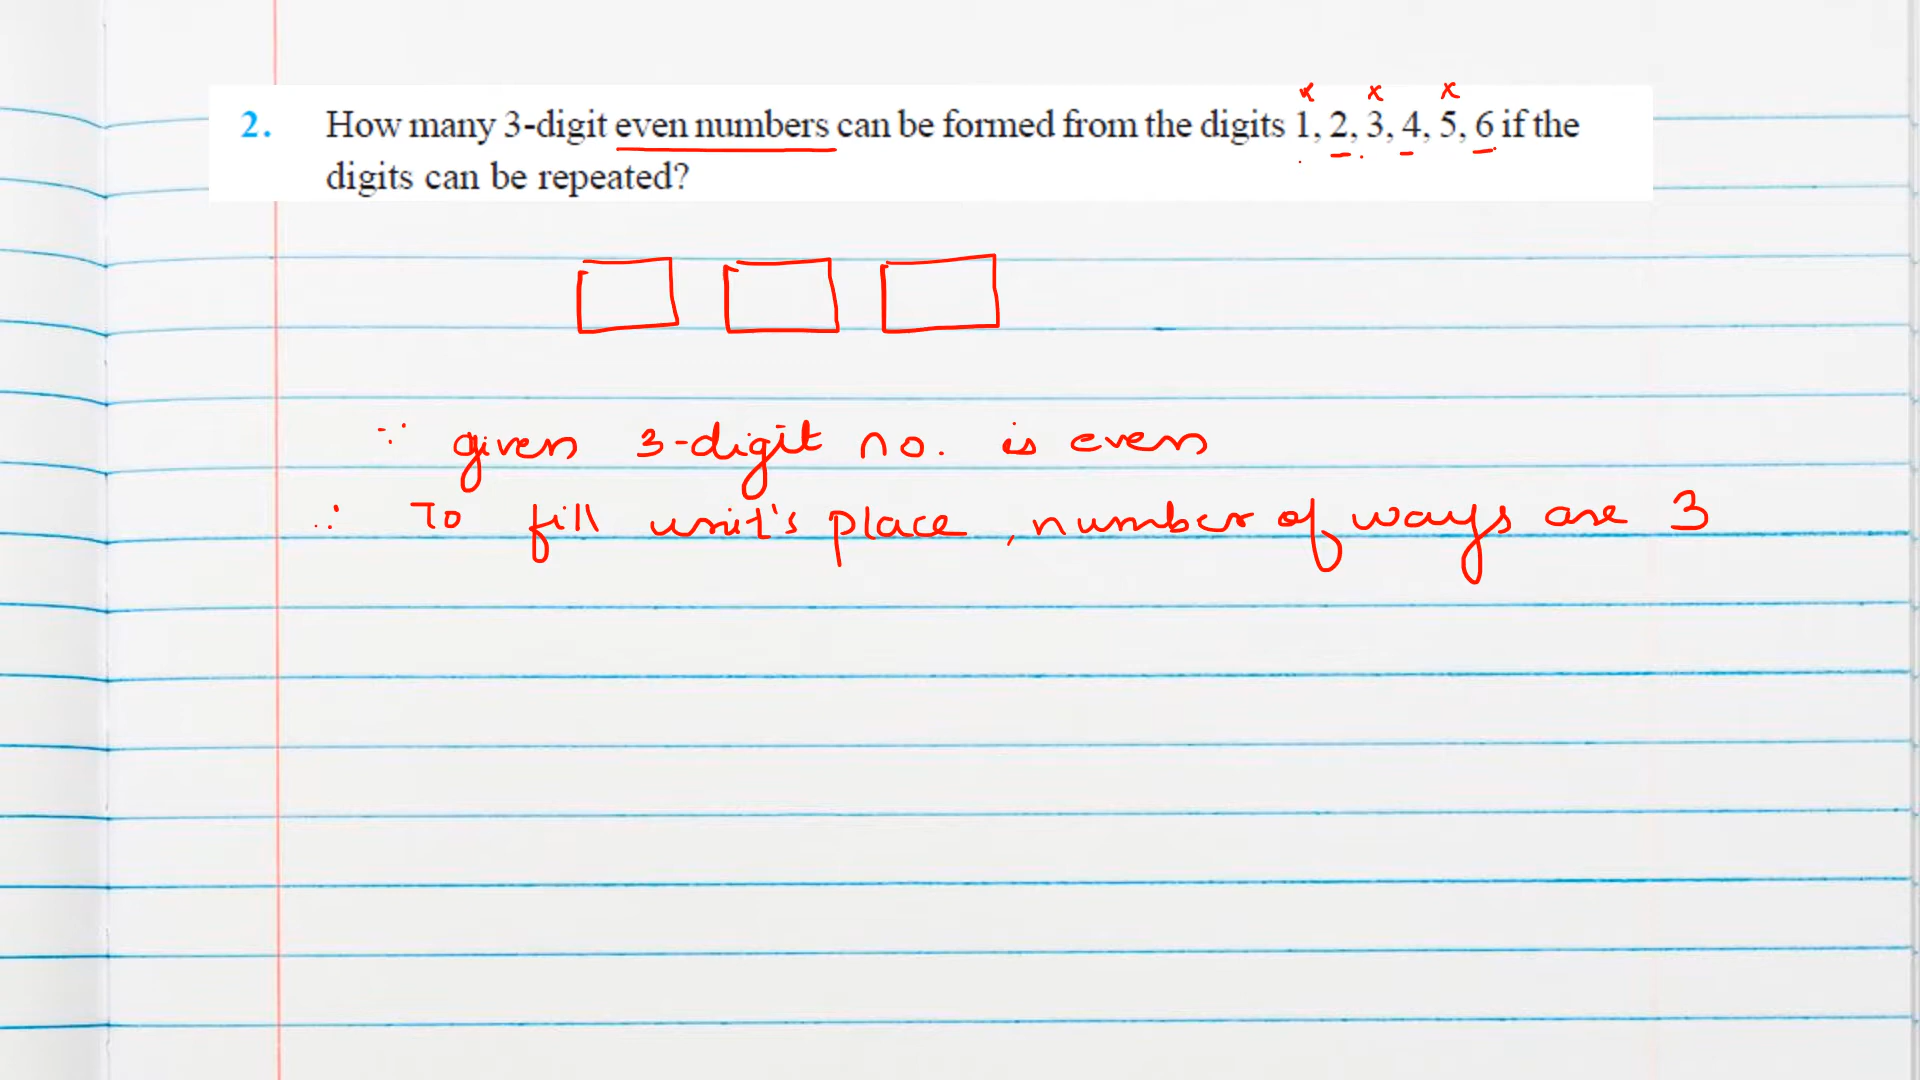 2. How many 3-digit even numbers can be formed from the digits 1, 2, 3, 4, 5, 6 if the
digits can be repeated?
∵ given 3-digit no. is even
∴ To fill unit's place, number of ways are 3